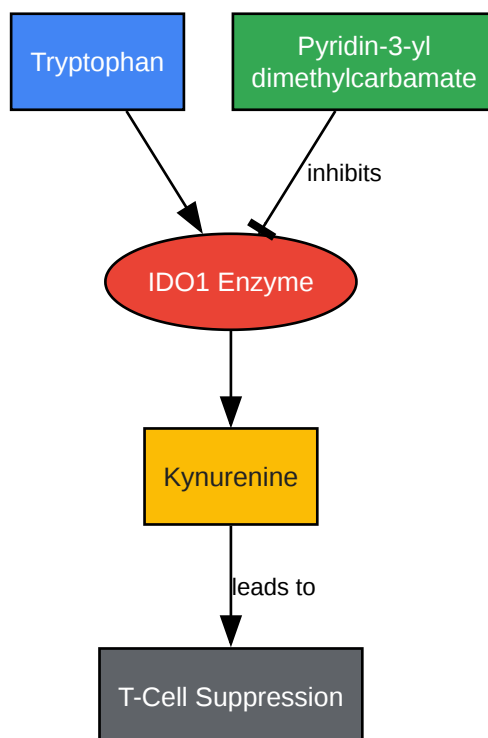 Tryptophan
Pyridin-3-yl
dimethylcarbamate
inhibits
IDO1 Enzyme
Kynurenine
leads to
T-Cell Suppression